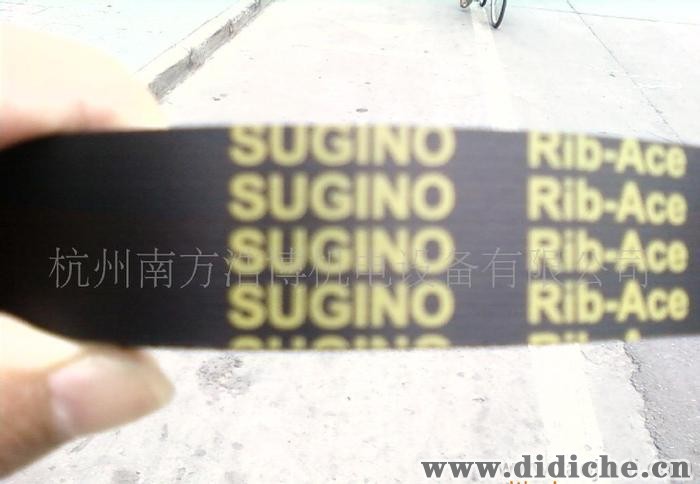 SUGINO Rib-Ace
SUGINO Rib-Ace
SUGINO Rib-Ace
SUGINO Rib-Ace
杭州南方浩博机电设备有限公司
www.didiche.cn